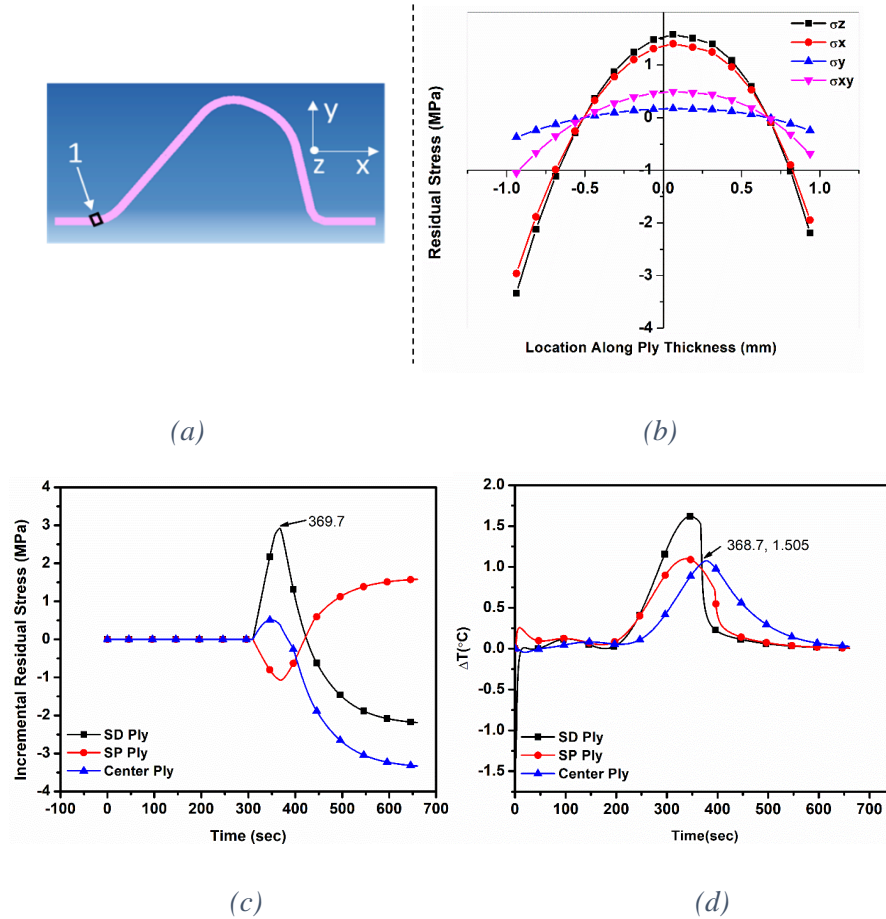 1
y
z
x
(a)
σz
σx
σy
σxy
1
0
-1
-2
-3
-4
-1.0
-0.5
0.0
0.5
1.0
Residual Stress (MPa)
Location Along Ply Thickness (mm)
(b)
4
3
2
1
0
-1
-2
-3
-4
-100 0 100 200 300 400 500 600 700
Incremental Residual Stress (MPa)
Time (sec)
369.7
SD Ply
SP Ply
Center Ply
(c)
2.0
1.5
1.0
0.5
0.0
-0.5
-1.0
-1.5
0 100 200 300 400 500 600 700
ΔT(°C)
Time(sec)
368.7, 1.505
SD Ply
SP Ply
Center Ply
(d)